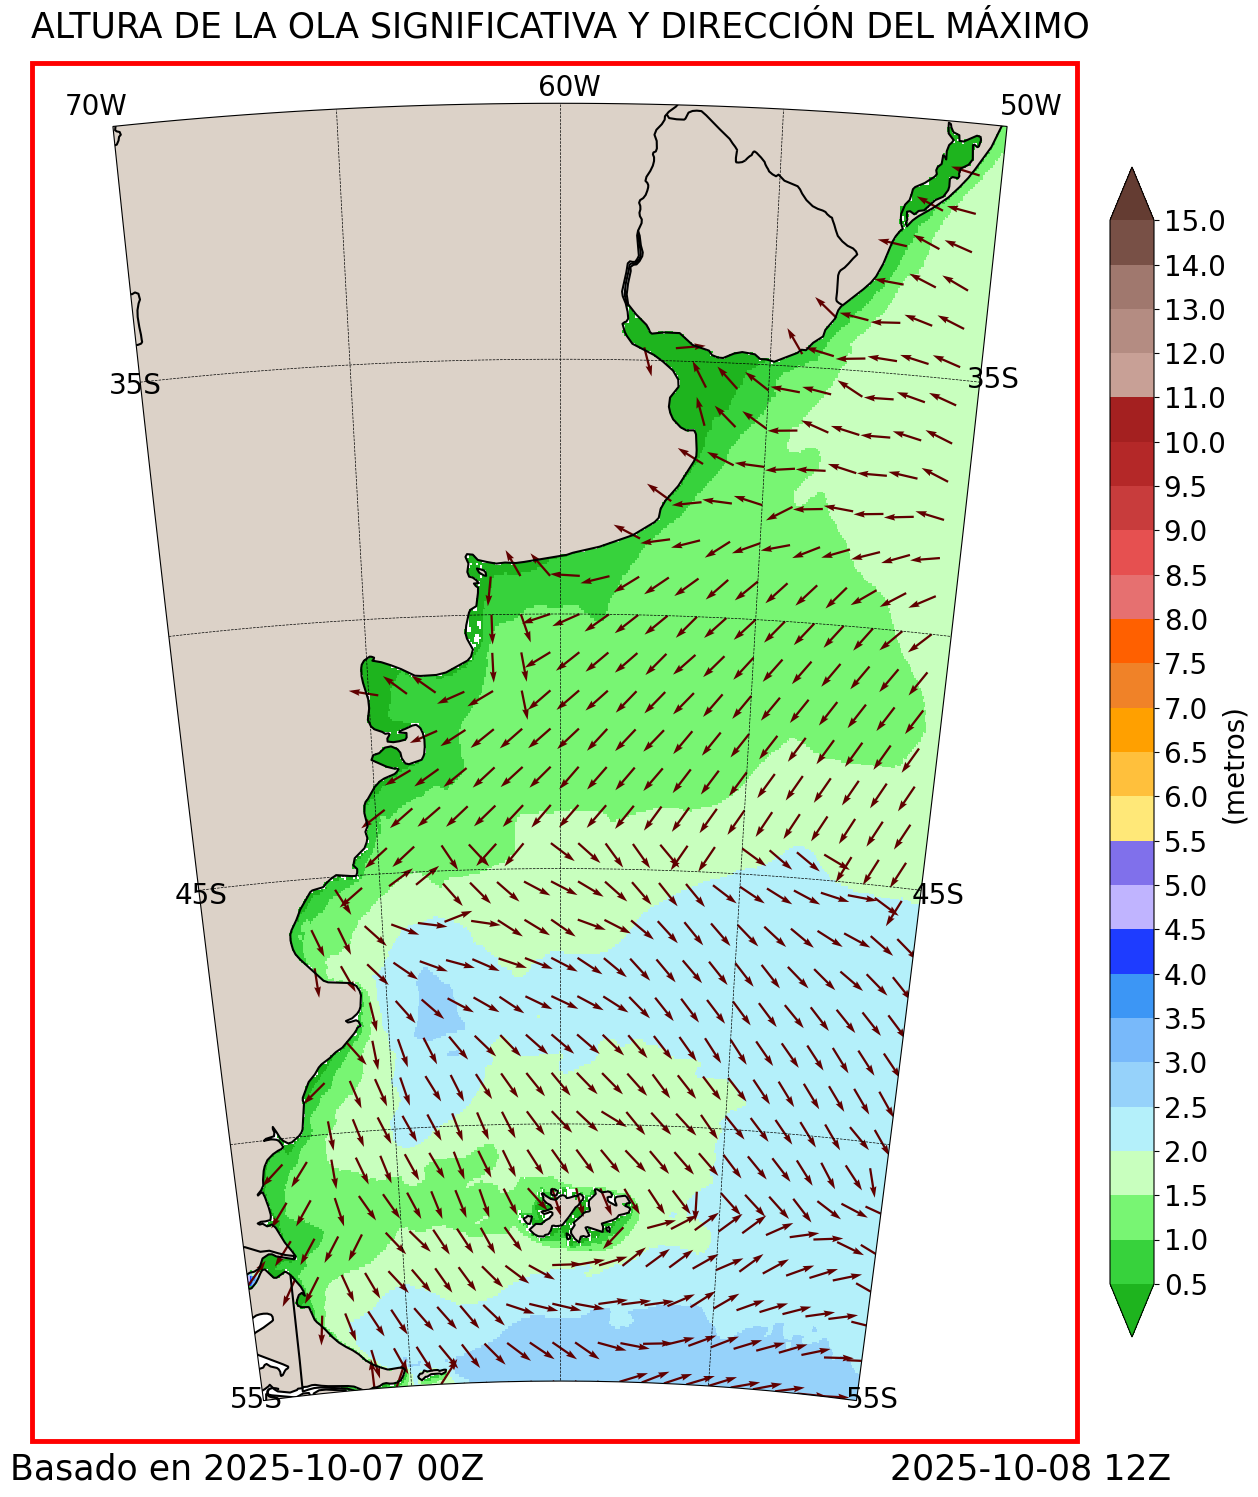 ALTURA DE LA OLA SIGNIFICATIVA Y DIRECCIÓN DEL MÁXIMO
70W
60W
50W
35S
35S
45S
45S
55S
55S
15.0
14.0
13.0
12.0
11.0
10.0
9.5
9.0
8.5
8.0
7.5
7.0
6.5
6.0
5.5
5.0
4.5
4.0
3.5
3.0
2.5
2.0
1.5
1.0
0.5
(metros)
Basado en 2025-10-07 00Z
2025-10-08 12Z